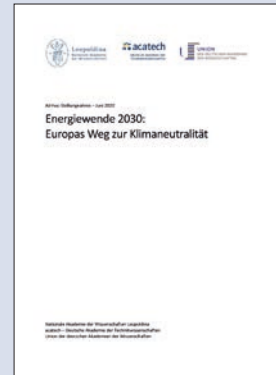 Leopoldina
acatech
UNION
Ad-hoc-Stellungnahme – Juni 2020
Energiewende 2030:
Europas Weg zur Klimaneutralität
Nationale Akademie der Wissenschaften Leopoldina
acatech – Deutsche Akademie der Technikwissenschaften
Union der deutschen Akademien der Wissenschaften